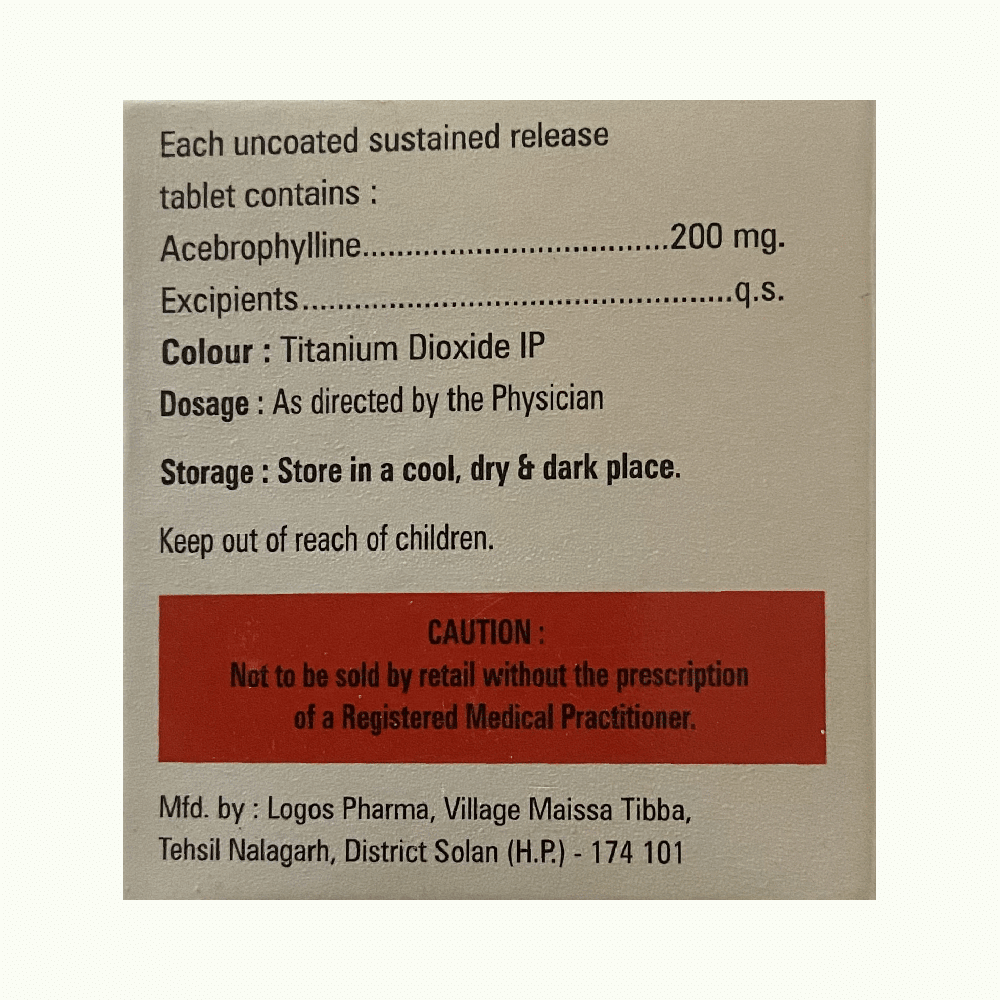 Each uncoated sustained release
tablet contains :
Acebrophylline...................................200 mg.
Excipients.................................................q.s.
Colour : Titanium Dioxide IP
Dosage : As directed by the Physician
Storage : Store in a cool, dry & dark place.
Keep out of reach of children.
CAUTION :
Not to be sold by retail without the prescription
of a Registered Medical Practitioner.
Mfd. by : Logos Pharma, Village Maissa Tibba,
Tehsil Nalagarh, District Solan (H.P.) - 174 101